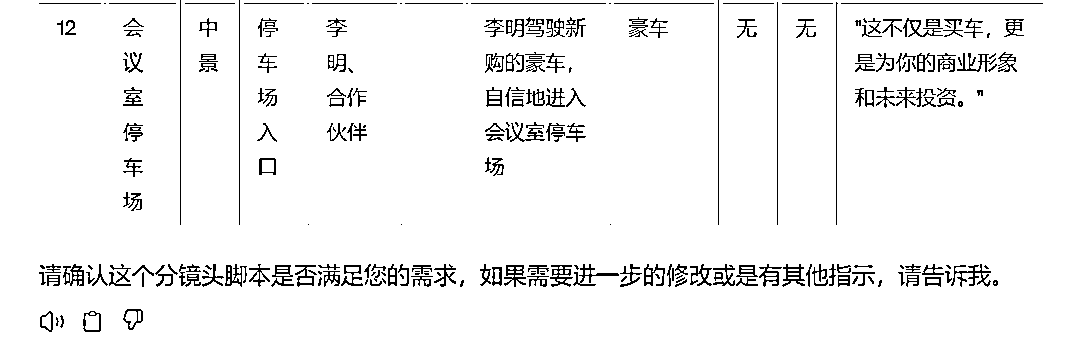 12 会 中 停 李 李明驾驶新 豪车 无 无 "这不仅是买车，更
议 景 车 明、 购的豪车， 是为你的商业形象
室 场 合作 自信地进入 和未来投资。"
停 入 伙伴 会议室停车
车 口 场
场
请确认这个分镜头脚本是否满足您的需求，如果需要进一步的修改或是有其他指示，请告诉我。